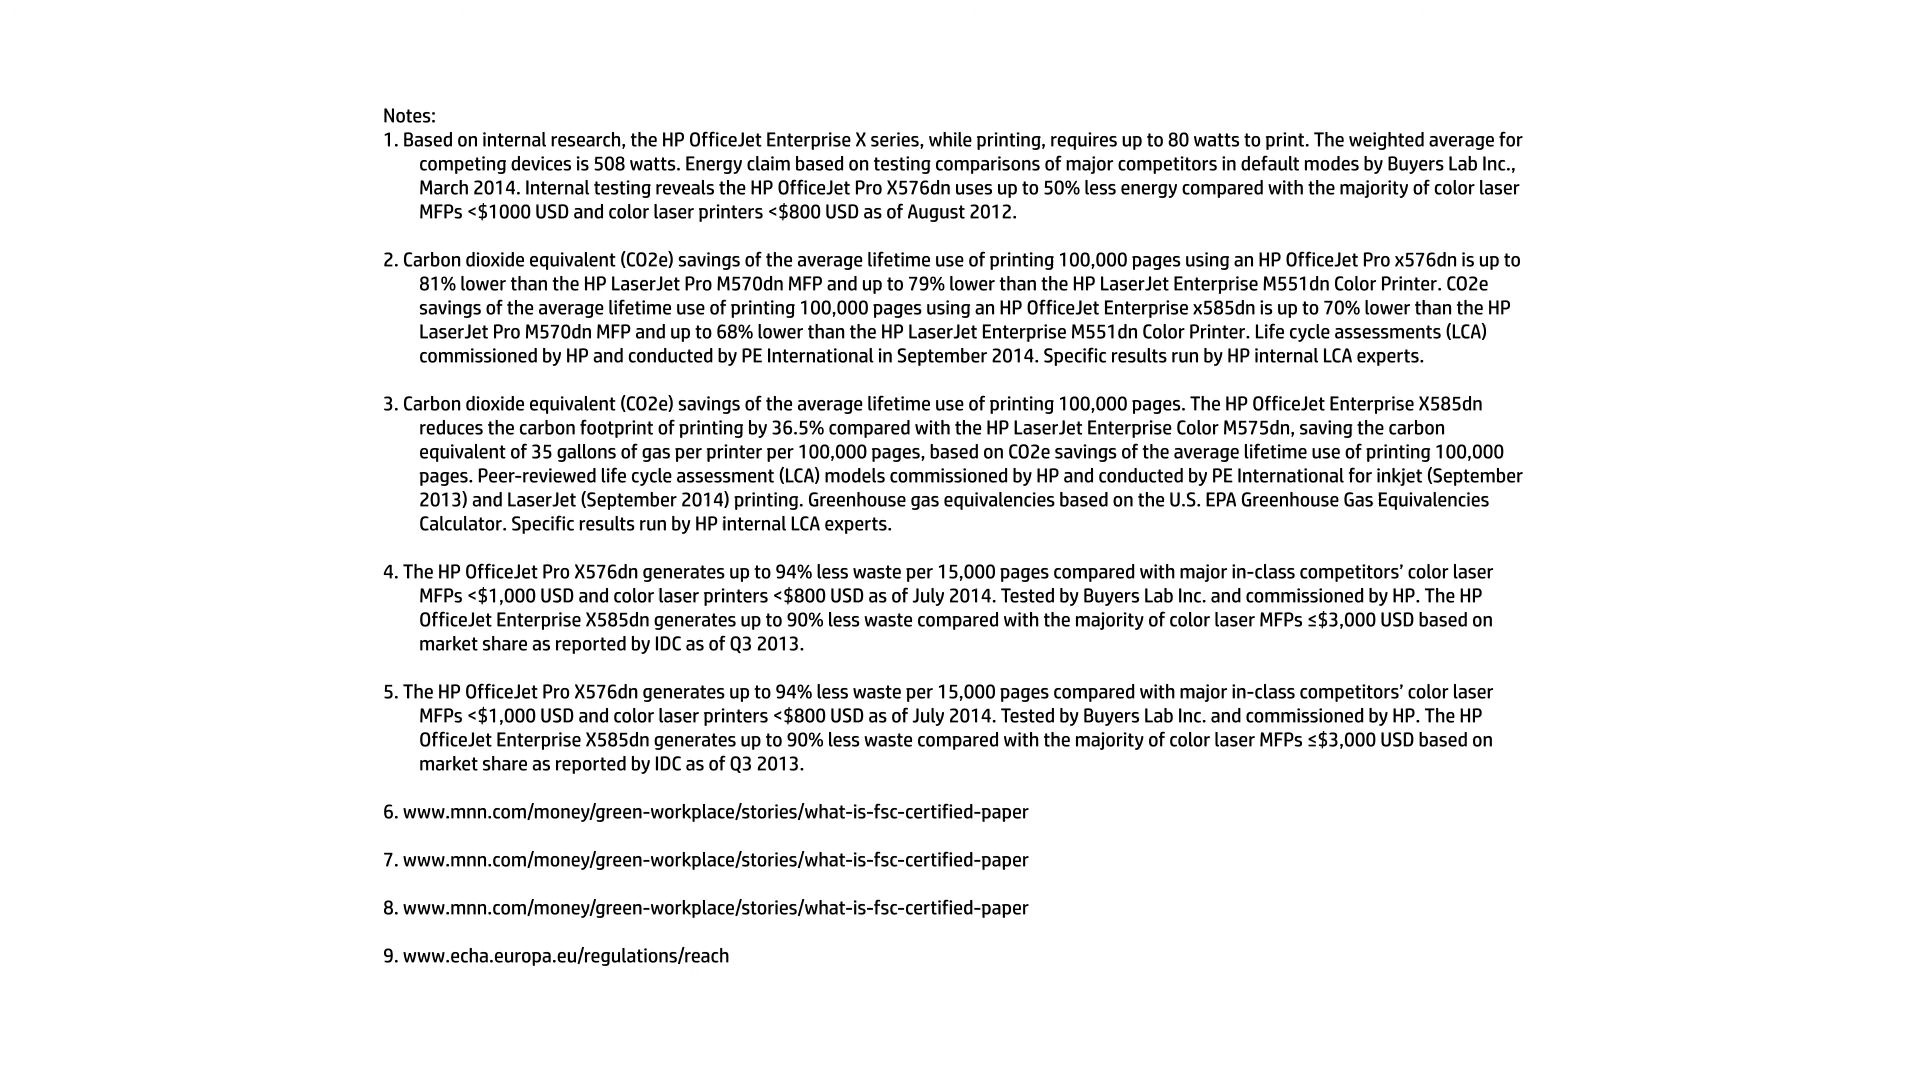 Notes:
1. Based on internal research, the HP OfficeJet Enterprise X series, while printing, requires up to 80 watts to print. The weighted average for
competing devices is 508 watts. Energy claim based on testing comparisons of major competitors in default modes by Buyers Lab Inc.,
March 2014. Internal testing reveals the HP OfficeJet Pro X576dn uses up to 50% less energy compared with the majority of color laser
MFPs <$1000 USD and color laser printers <$800 USD as of August 2012.
2. Carbon dioxide equivalent (CO2e) savings of the average lifetime use of printing 100,000 pages using an HP OfficeJet Pro x576dn is up to
81% lower than the HP LaserJet Pro M570dn MFP and up to 79% lower than the HP LaserJet Enterprise M551dn Color Printer. CO2e
savings of the average lifetime use of printing 100,000 pages using an HP OfficeJet Enterprise x585dn is up to 70% lower than the HP
LaserJet Pro M570dn MFP and up to 68% lower than the HP LaserJet Enterprise M551dn Color Printer. Life cycle assessments (LCA)
commissioned by HP and conducted by PE International in September 2014. Specific results run by HP internal LCA experts.
3. Carbon dioxide equivalent (CO2e) savings of the average lifetime use of printing 100,000 pages. The HP OfficeJet Enterprise X585dn
reduces the carbon footprint of printing by 36.5% compared with the HP LaserJet Enterprise Color M575dn, saving the carbon
equivalent of 35 gallons of gas per printer per 100,000 pages, based on CO2e savings of the average lifetime use of printing 100,000
pages. Peer-reviewed life cycle assessment (LCA) models commissioned by HP and conducted by PE International for inkjet (September
2013) and LaserJet (September 2014) printing. Greenhouse gas equivalencies based on the U.S. EPA Greenhouse Gas Equivalencies
Calculator. Specific results run by HP internal LCA experts.
4. The HP OfficeJet Pro X576dn generates up to 94% less waste per 15,000 pages compared with major in-class competitors’ color laser
MFPs <$1,000 USD and color laser printers <$800 USD as of July 2014. Tested by Buyers Lab Inc. and commissioned by HP. The HP
OfficeJet Enterprise X585dn generates up to 90% less waste compared with the majority of color laser MFPs ≤$3,000 USD based on
market share as reported by IDC as of Q3 2013.
5. The HP OfficeJet Pro X576dn generates up to 94% less waste per 15,000 pages compared with major in-class competitors’ color laser
MFPs <$1,000 USD and color laser printers <$800 USD as of July 2014. Tested by Buyers Lab Inc. and commissioned by HP. The HP
OfficeJet Enterprise X585dn generates up to 90% less waste compared with the majority of color laser MFPs ≤$3,000 USD based on
market share as reported by IDC as of Q3 2013.
6. www.mnn.com/money/green-workplace/stories/what-is-fsc-certified-paper
7. www.mnn.com/money/green-workplace/stories/what-is-fsc-certified-paper
8. www.mnn.com/money/green-workplace/stories/what-is-fsc-certified-paper
9. www.echa.europa.eu/regulations/reach